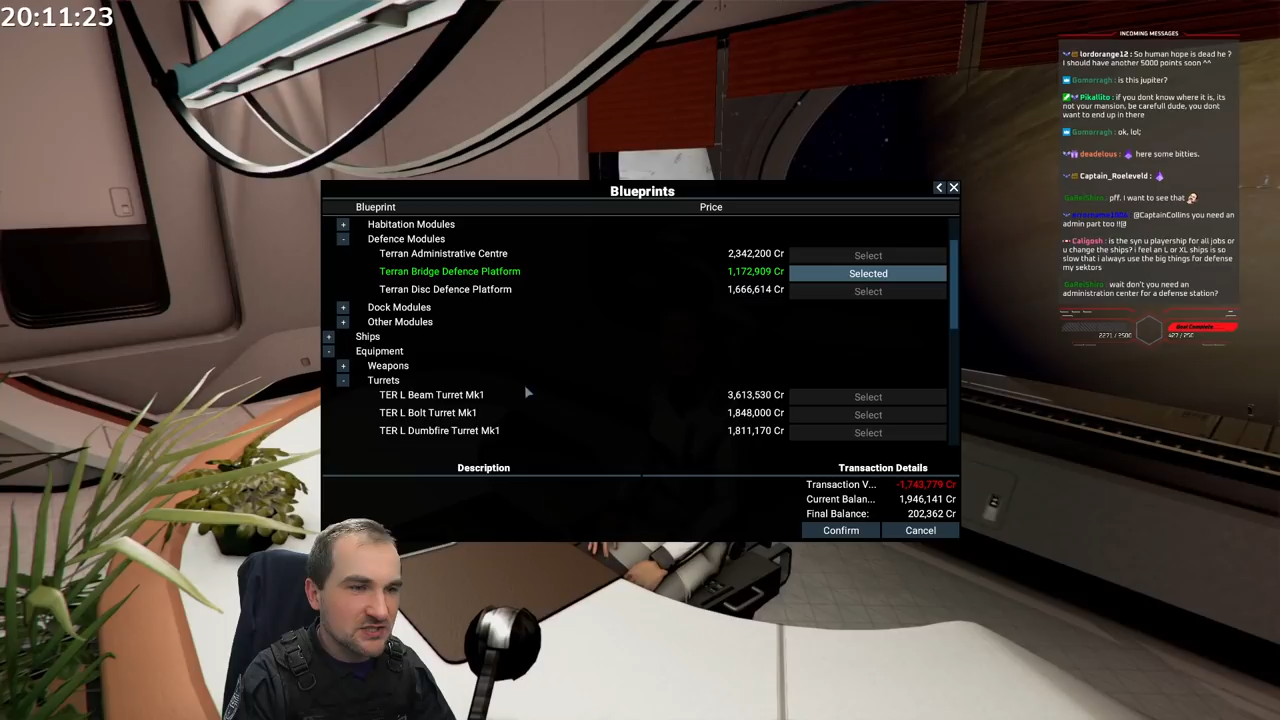 20:11:23
INCOMING MESSAGES
lordorange12 : So human hope is dead he ?
I should have another 5000 points soon ^^
Gomorragh : is this jupiter?
Pikallito : if you dont know where it is, its
not your mansion, be carefull dude, you dont
want to end up in there
Gomorragh : ok, lol;
deadelous : here some bitties.
Captain_Roeleveld :
GaReiShiro : pff. I want to see that
@CaptainCollins you need an
admin part too !!@
Caligosh : is the syn u playership for all jobs or
u change the ships? i feel an L or XL ships is so
slow that i always use the big things for defense
my sektors
GaReiShiro : wait don't you need an
administration center for a defense station?
2271 / 2500
Goal Complete
427 / 250
Blueprints
Blueprint Price
+ Habitation Modules
- Defence Modules
Terran Administrative Centre 2,342,200 Cr Select
Terran Bridge Defence Platform 1,172,909 Cr Selected
Terran Disc Defence Platform 1,666,614 Cr Select
+ Dock Modules
+ Other Modules
+ Ships
- Equipment
+ Weapons
- Turrets
TER L Beam Turret Mk1 3,613,530 Cr Select
TER L Bolt Turret Mk1 1,848,000 Cr Select
TER L Dumbfire Turret Mk1 1,811,170 Cr Select
Description Transaction Details
Transaction V... -1,743,779 Cr
Current Balan... 1,946,141 Cr
Final Balance: 202,362 Cr
Confirm Cancel